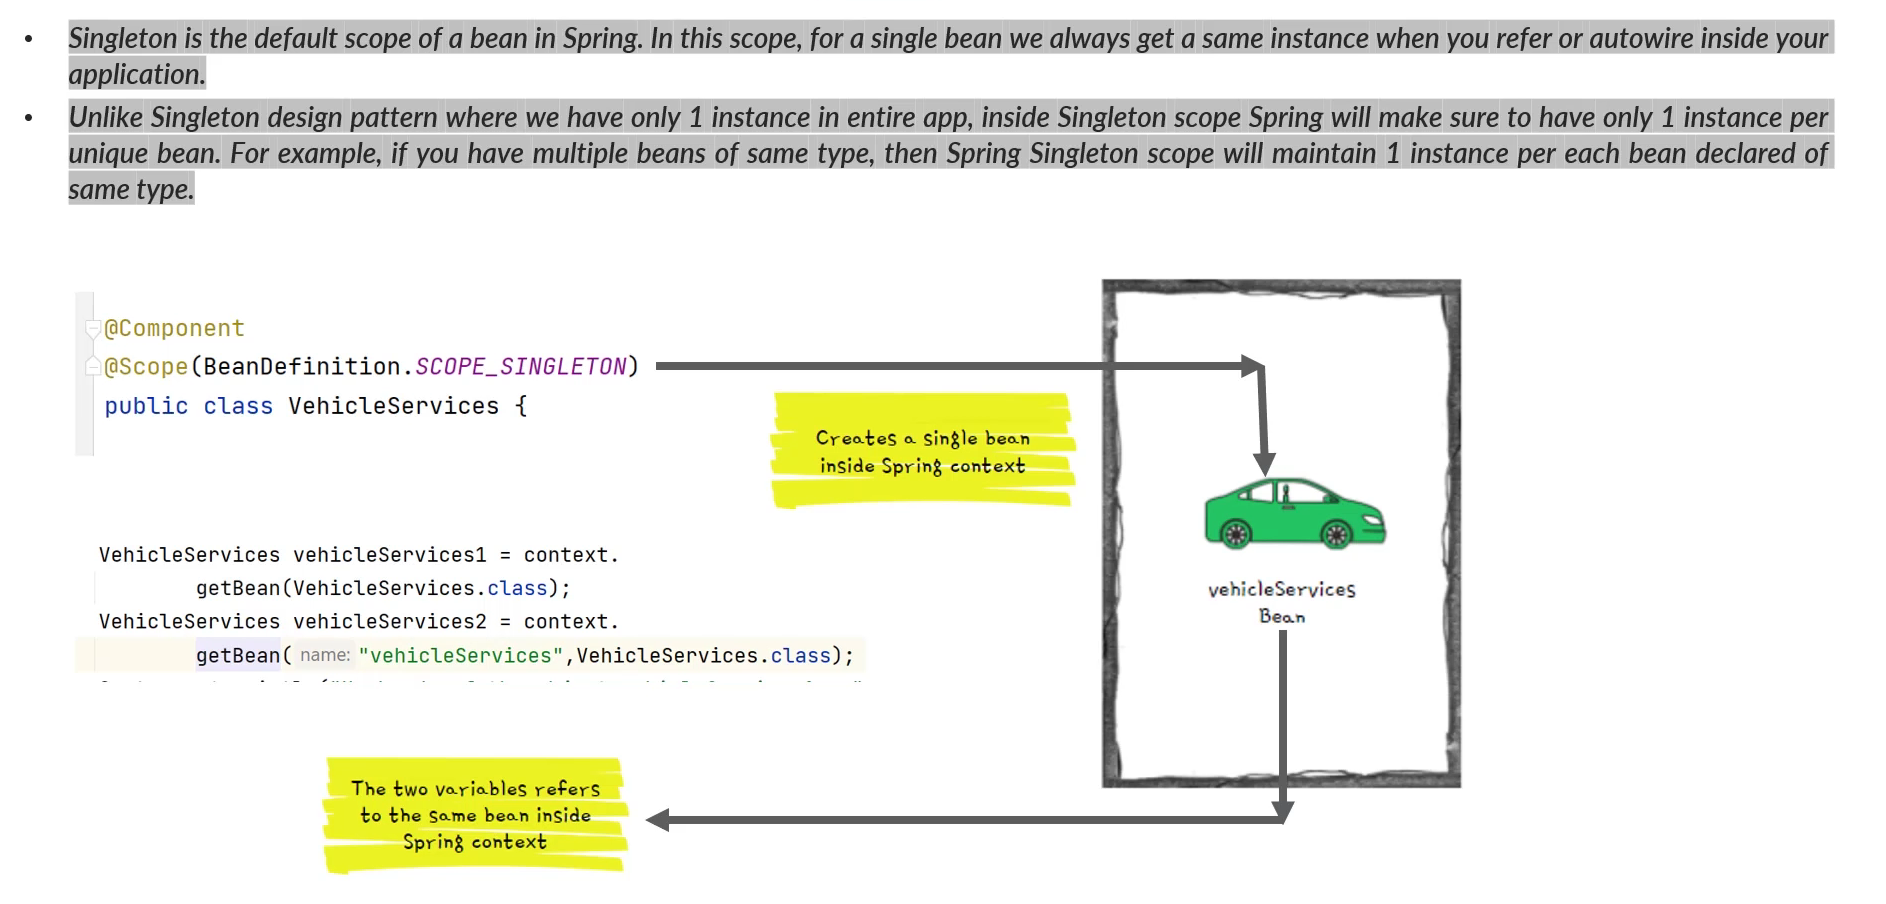 • Singleton is the default scope of a bean in Spring. In this scope, for a single bean we always get a same instance when you refer or autowire inside your
application.
• Unlike Singleton design pattern where we have only 1 instance in entire app, inside Singleton scope Spring will make sure to have only 1 instance per
unique bean. For example, if you have multiple beans of same type, then Spring Singleton scope will maintain 1 instance per each bean declared of
same type.
@Component
@Scope(BeanDefinition.SCOPE_SINGLETON)
public class VehicleServices {
Creates a single bean
inside Spring context
VehicleServices vehicleServices1 = context.
getBean(VehicleServices.class);
VehicleServices vehicleServices2 = context.
getBean( name: "vehicleServices",VehicleServices.class);
vehicleServices
Bean
The two variables refers
to the same bean inside
Spring context